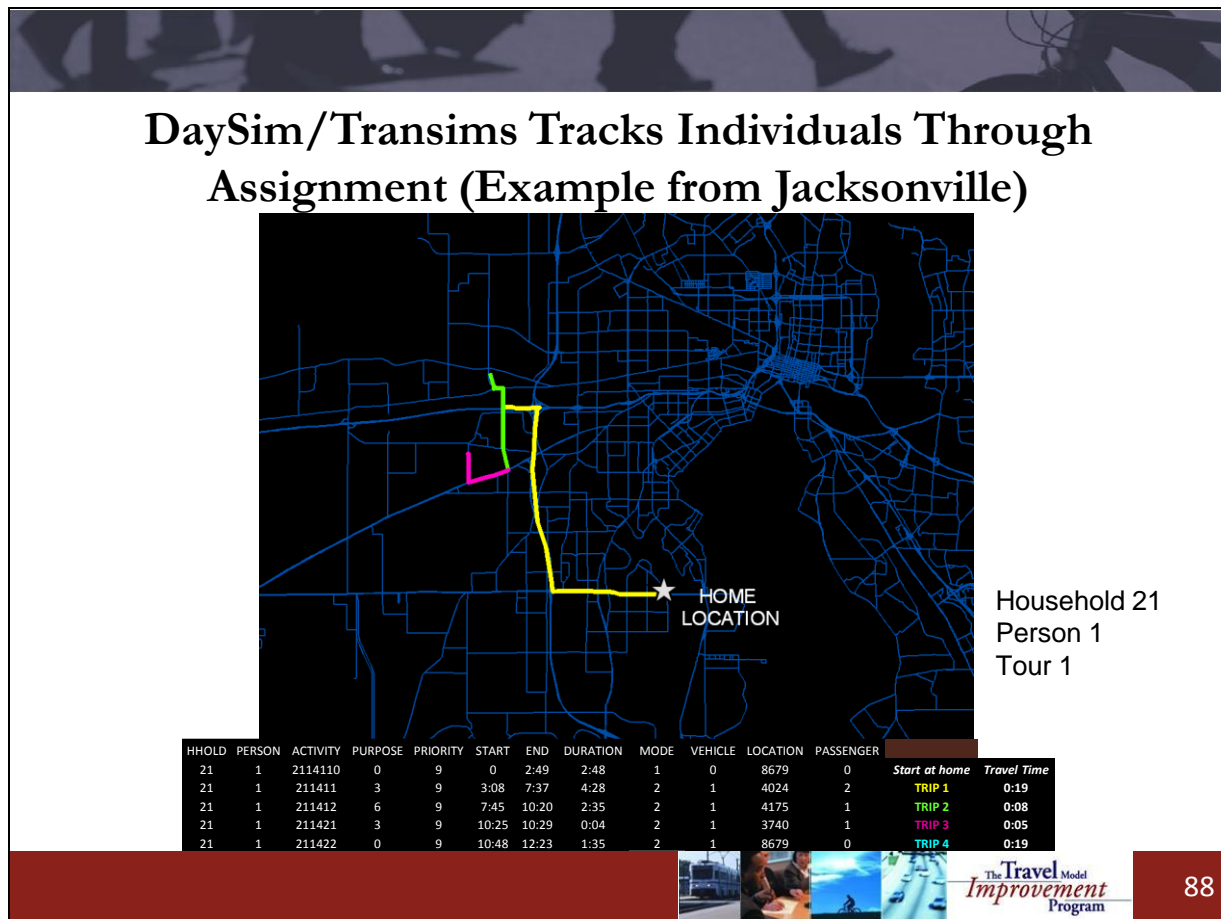 DaySim/Transims Tracks Individuals Through
Assignment (Example from Jacksonville)
HOME
LOCATION
Household 21
Person 1
Tour 1
HHOLD PERSON ACTIVITY PURPOSE PRIORITY START END DURATION MODE VEHICLE LOCATION PASSENGER
21 1 2114110 0 9 0 2:49 2:48 1 0 8679 0 Start at home Travel Time
21 1 211411 3 9 3:08 7:37 4:28 2 1 4024 2 TRIP 1 0:19
21 1 211412 6 9 7:45 10:20 2:35 2 1 4175 1 TRIP 2 0:08
21 1 211421 3 9 10:25 10:29 0:04 2 1 3740 1 TRIP 3 0:05
21 1 211422 0 9 10:48 12:23 1:35 2 1 8679 0 TRIP 4 0:19
The Travel Model
Improvement
Program
88